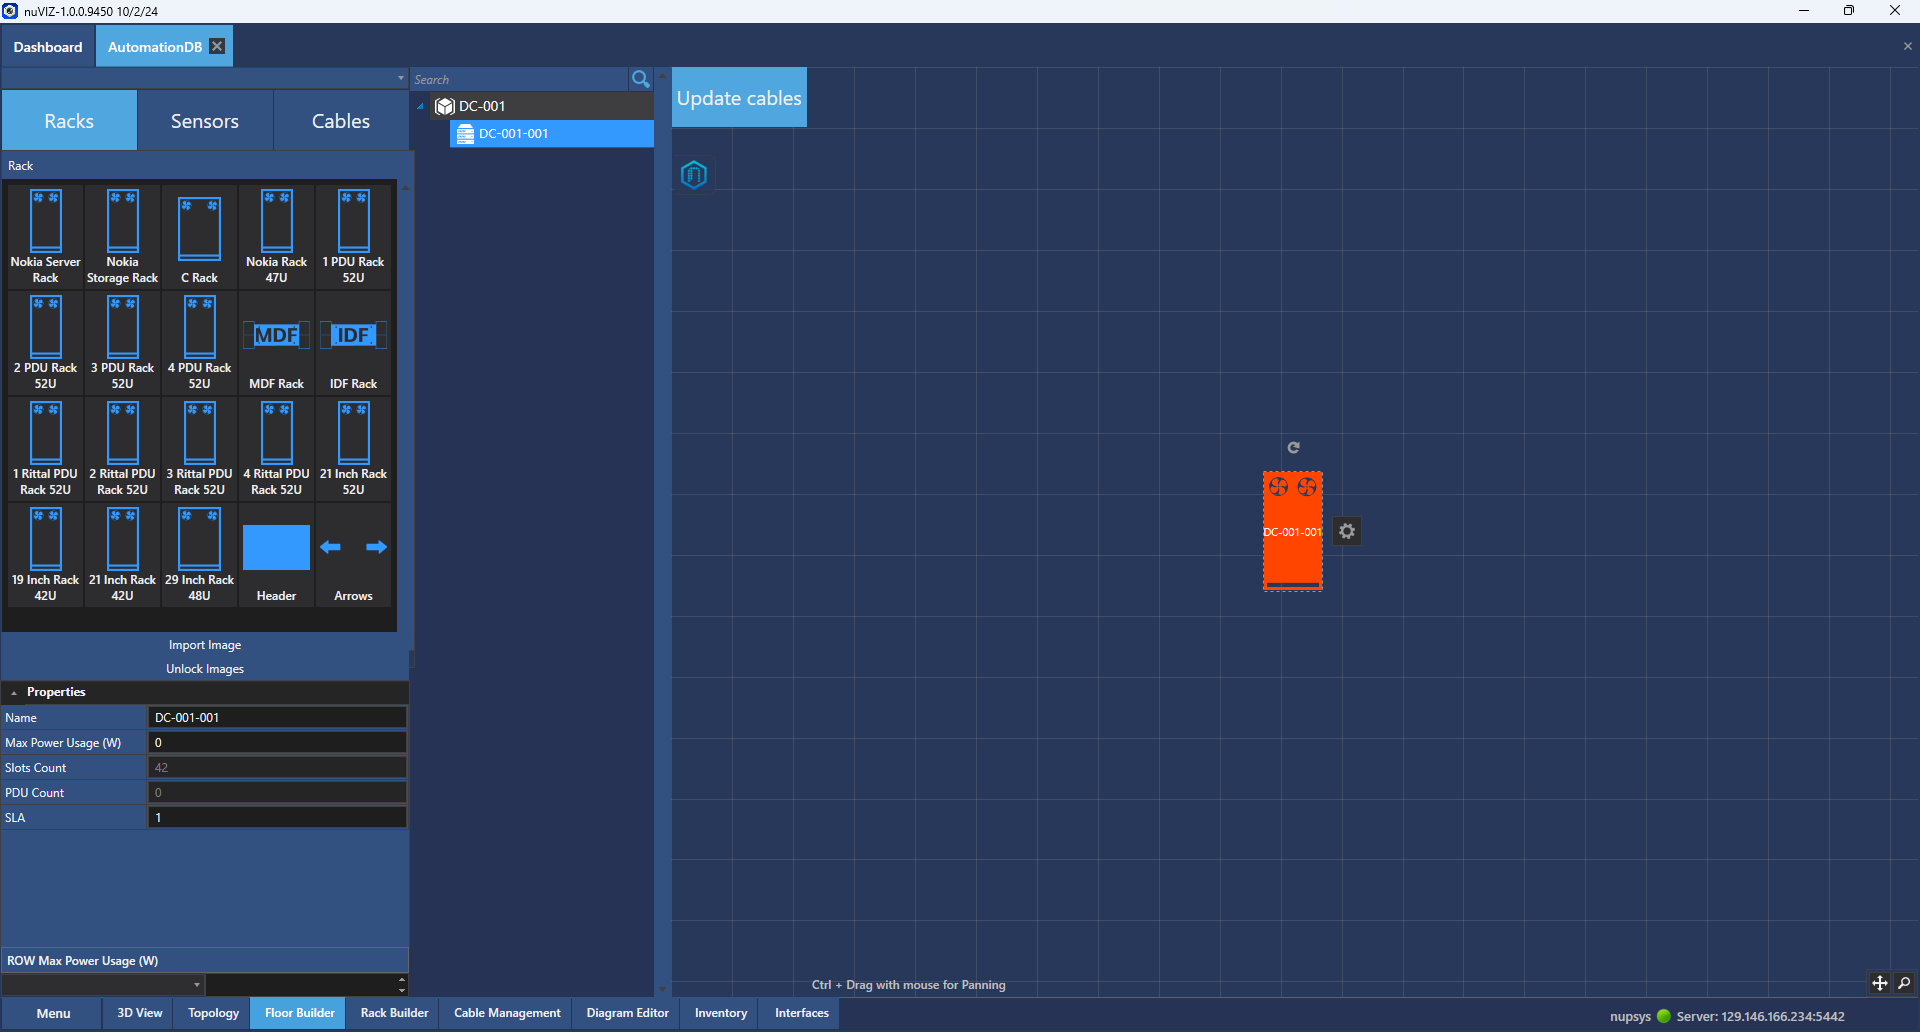 nuVIZ-1.0.0.9450 10/2/24
Dashboard
AutomationDB
Search
Racks
Sensors
Cables
DC-001
DC-001-001
Update cables
Rack
Nokia Server Rack
Nokia Storage Rack
C Rack
Nokia Rack 47U
1 PDU Rack 52U
2 PDU Rack 52U
3 PDU Rack 52U
4 PDU Rack 52U
MDF
MDF Rack
IDF
IDF Rack
1 Rittal PDU Rack 52U
2 Rittal PDU Rack 52U
3 Rittal PDU Rack 52U
4 Rittal PDU Rack 52U
21 Inch Rack 52U
19 Inch Rack 42U
21 Inch Rack 42U
29 Inch Rack 48U
Header
Arrows
Import Image
Unlock Images
Properties
Name DC-001-001
Max Power Usage (W) 0
Slots Count 42
PDU Count 0
SLA 1
ROW Max Power Usage (W)
DC-001-001
Ctrl + Drag with mouse for Panning
Menu
3D View
Topology
Floor Builder
Rack Builder
Cable Management
Diagram Editor
Inventory
Interfaces
nupsys Server: 129.146.166.234:5442